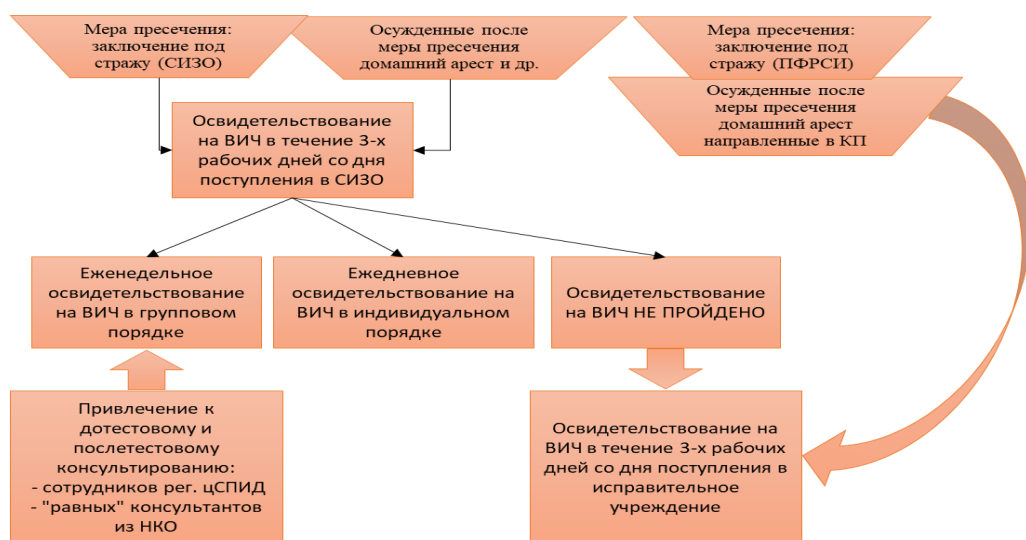 Мера пресечения:
заключение под
стражу (СИЗО)
Осужденные после
меры пресечения
домашний арест и др.
Мера пресечения:
заключение под
стражу (ПФРСИ)
Осужденные после
меры пресечения
домашний арест
направленные в КП
Освидетельствование
на ВИЧ в течение 3-х
рабочих дней со дня
поступления в СИЗО
Еженедельное
освидетельствование
на ВИЧ в групповом
порядке
Ежедневное
освидетельствование на
ВИЧ в индивидуальном
порядке
Освидетельствование
на ВИЧ НЕ ПРОЙДЕНО
Привлечение к
дотестовому и
послетестовому
консультированию:
- сотрудников рег. цСПИД
- "равных" консультантов
из НКО
Освидетельствование на
ВИЧ в течение 3-х рабочих
дней со дня поступления в
исправительное
учреждение